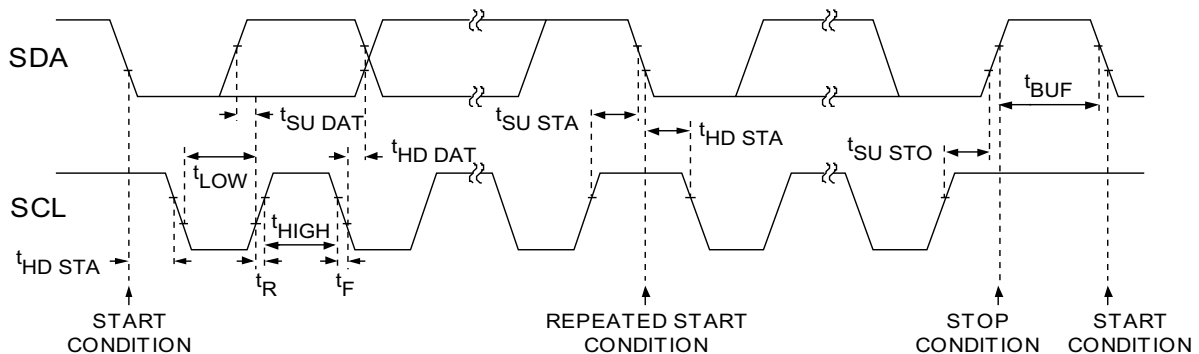 SDA
tBUF
tSU DAT
tSU STA
tHD STA
tHD DAT
tSU STO
tLOW
SCL
tHIGH
tHD STA
tR
tF
START
CONDITION
REPEATED START
CONDITION
STOP
CONDITION
START
CONDITION